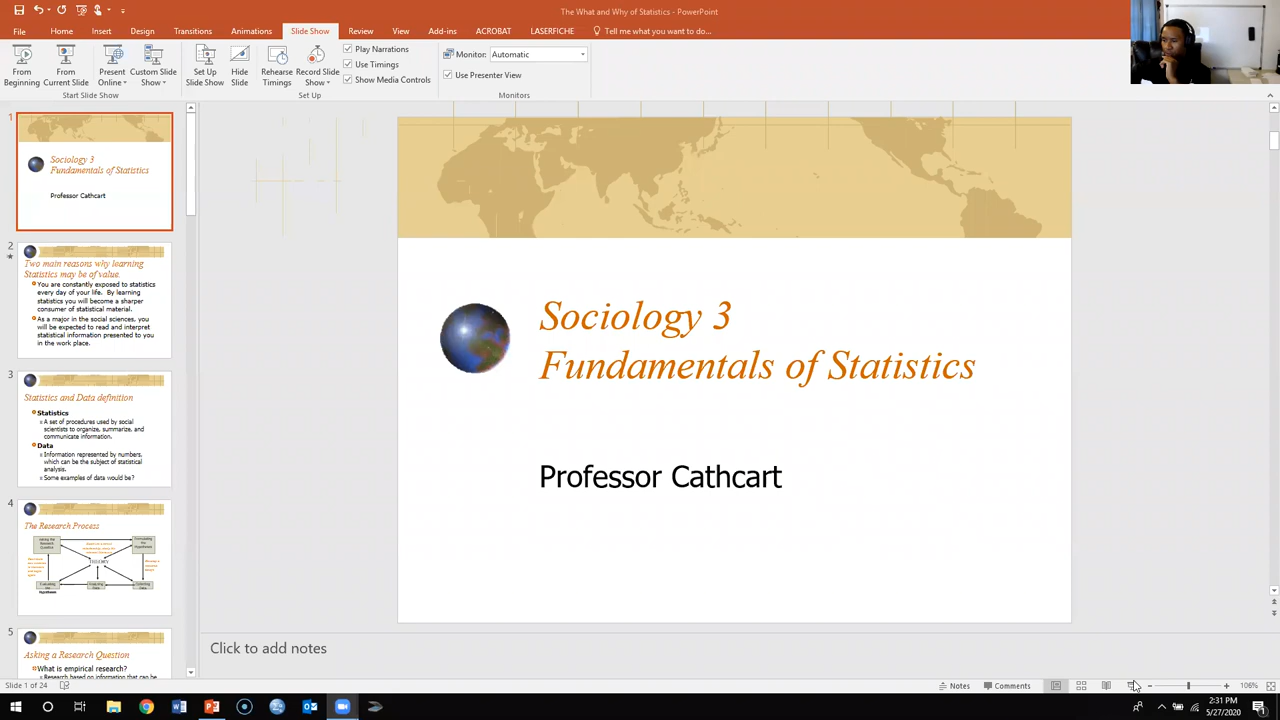 The What and Why of Statistics - PowerPoint
File Home Insert Design Transitions Animations Slide Show Review View Add-ins ACROBAT LASERFICHE Tell me what you want to do...
From Beginning
From Current Slide
Present Online
Custom Slide Show
Start Slide Show
Set Up Slide Show
Hide Slide
Rehearse Timings
Record Slide Show
Play Narrations
Use Timings
Show Media Controls
Set Up
Monitor: Automatic
Use Presenter View
Monitors
1
Sociology 3
Fundamentals of Statistics
Professor Cathcart
2
Two main reasons why learning
Statistics may be of value.
You are constantly exposed to statistics
every day of your life. By learning
statistics you will become a sharper
consumer of statistical material.
As a major in the social sciences, you
will be expected to read and interpret
statistical information presented to you
in the work place.
3
Statistics and Data definition
Statistics
A set of procedures used by social
scientists to organize, summarize, and
communicate information.
Data
Information represented by numbers,
which can be the subject of statistical
analysis.
Some examples of data would be?
4
The Research Process
THEORY
5
Asking a Research Question
What is empirical research?
Research based on information that can be
Sociology 3
Fundamentals of Statistics
Professor Cathcart
Click to add notes
Slide 1 of 24
Notes
Comments
106%
2:31 PM
5/27/2020